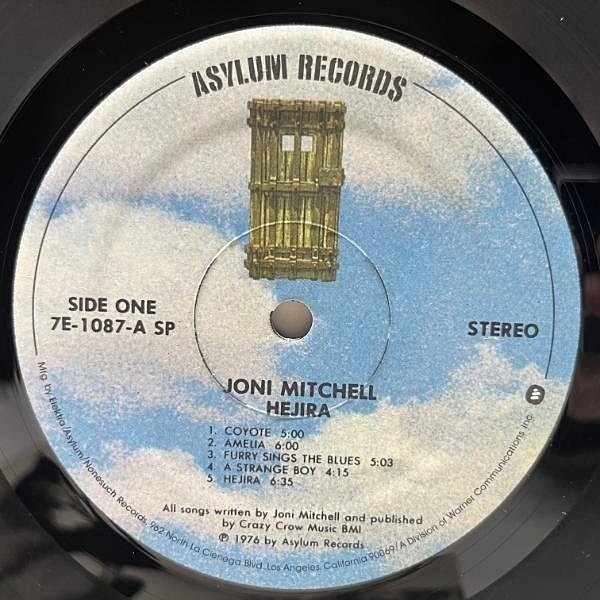 ASYLUM RECORDS
SIDE ONE
7E-1087-A SP
STEREO
JONI MITCHELL
HEJIRA
1. COYOTE 5:00
2. AMELIA 6:00
3. FURRY SINGS THE BLUES 5:03
4. A STRANGE BOY 4:15
5. HEJIRA 6:35
All songs written by Joni Mitchell and published
by Crazy Crow Music BMI
℗ 1976 by Asylum Records
Mfg. by Elektra/Asylum/Nonesuch Records, 962 North La Cienega Blvd. Los Angeles, California 90069/A Division of Warner Communications Inc.